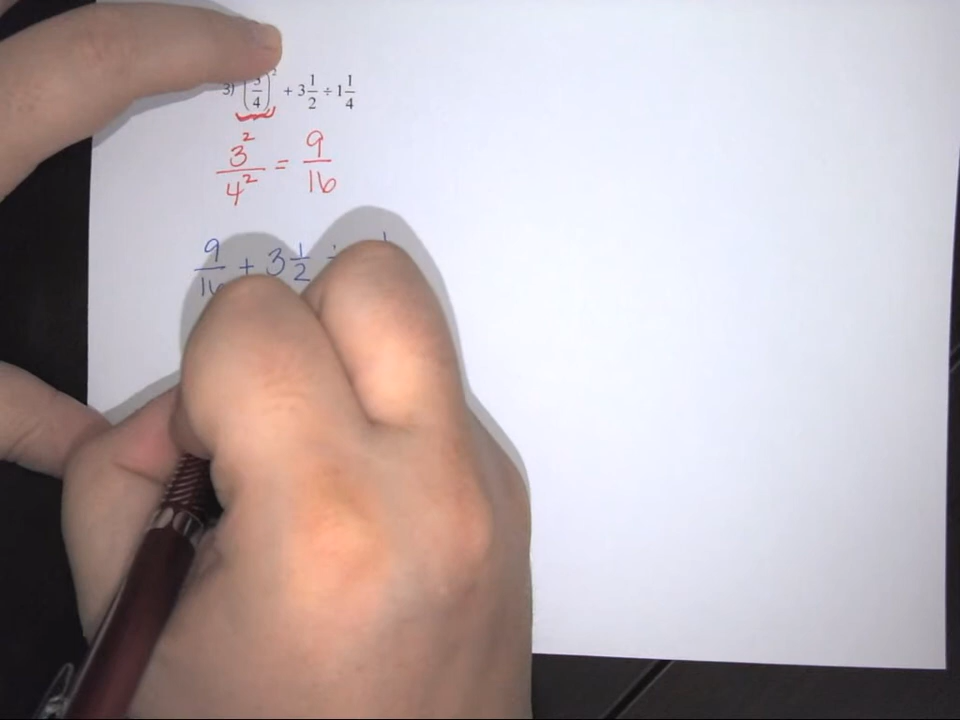 3) (3/4)² + 3 1/2 ÷ 1 1/4
3²/4² = 9/16
9/16 + 3 1/2 ÷